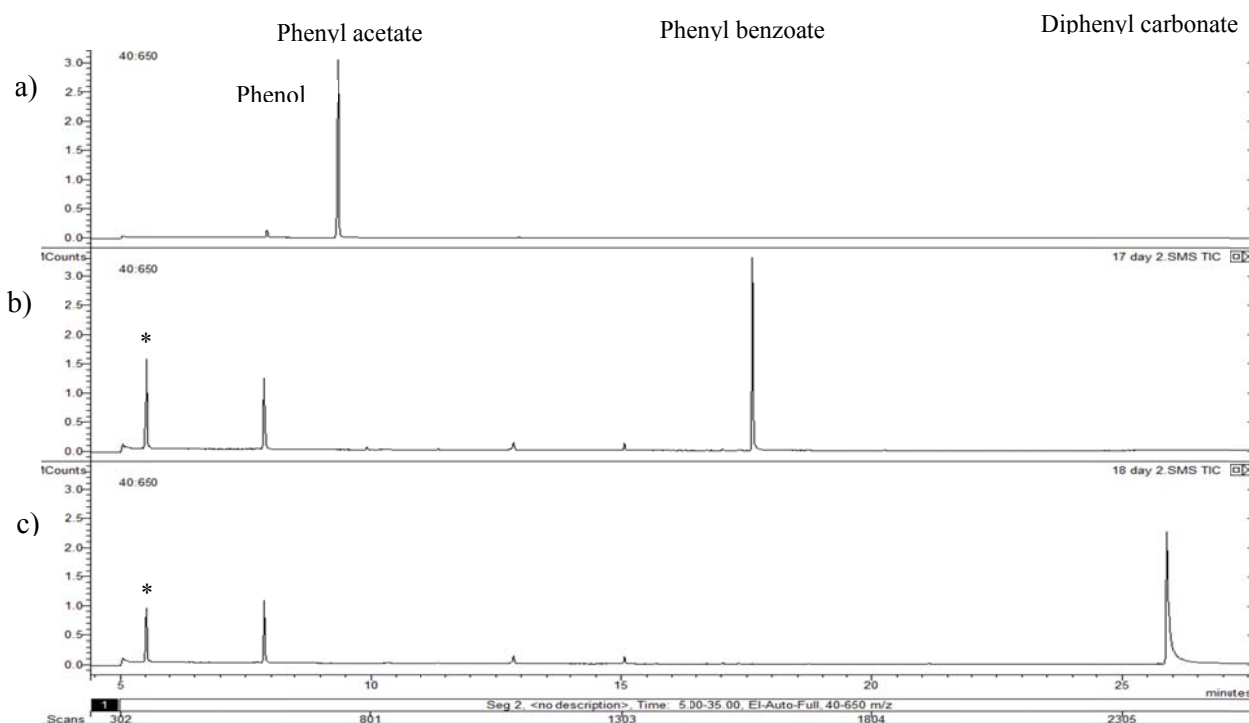 Phenyl acetate
Phenyl benzoate
Diphenyl carbonate
a)
40:650
Phenol
3.0
2.5
2.0
1.5
1.0
0.5
0.0
MCounts
40:650
17 day 2.SMS TIC
b)
3.0
2.5
2.0
*
1.5
1.0
0.5
0.0
MCounts
40:650
18 day 2.SMS TIC
c)
3.0
2.5
2.0
1.5
*
1.0
0.5
0.0
5
10
15
20
25
minutes
1
Seg 2, <no description>, Time: 5.00-35.00, EI-Auto-Full, 40-650 m/z
Scans
302
801
1303
1804
2305